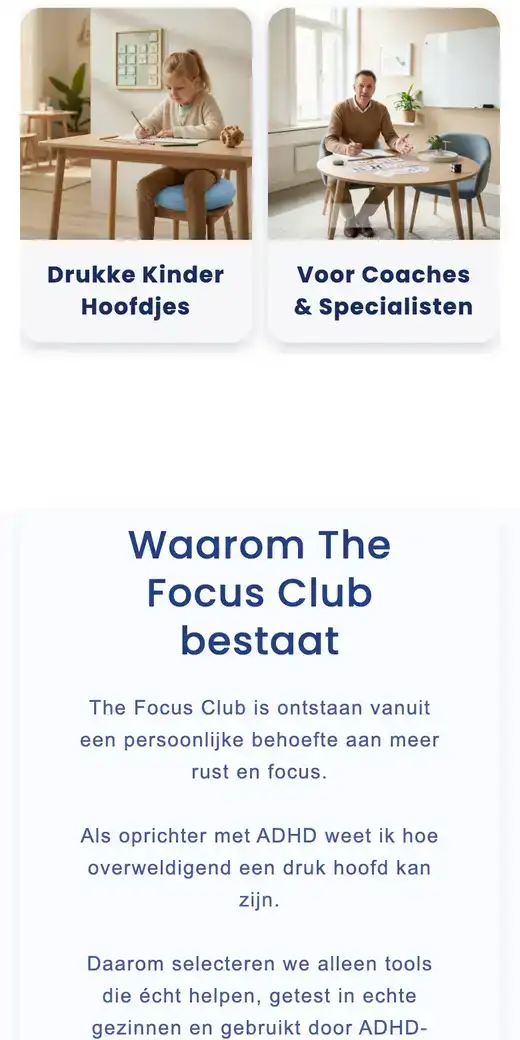 Drukke Kinder
Hoofdjes
Voor Coaches
& Specialisten
Waarom The
Focus Club
bestaat
The Focus Club is ontstaan vanuit
een persoonlijke behoefte aan meer
rust en focus.
Als oprichter met ADHD weet ik hoe
overweldigend een druk hoofd kan
zijn.
Daarom selecteren we alleen tools
die écht helpen, getest in echte
gezinnen en gebruikt door ADHD-